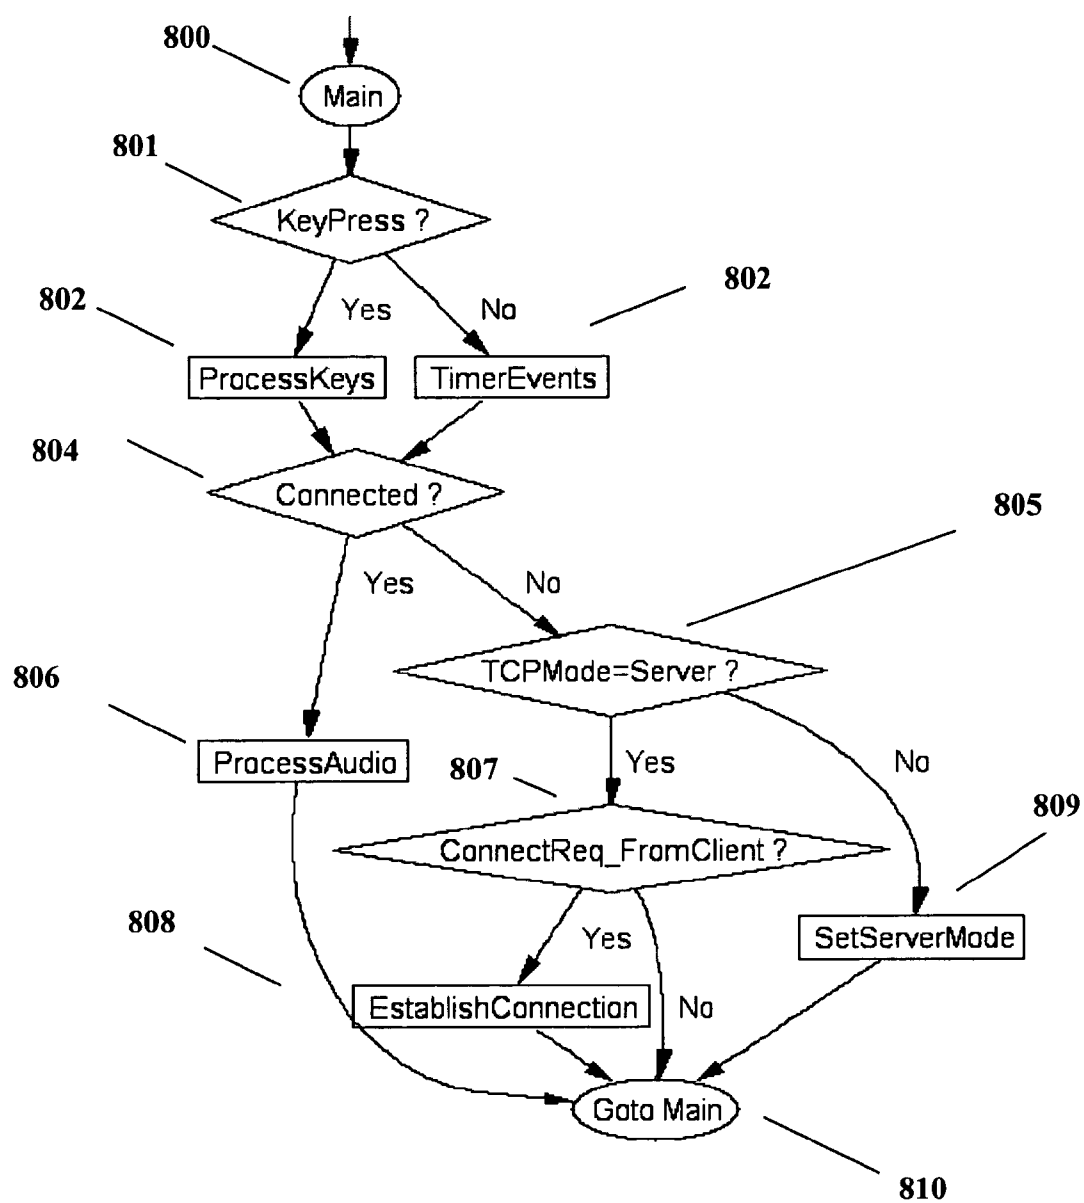 800
Main
801
KeyPress ?
802
Yes
No
802
ProcessKeys
TimerEvents
804
Connected ?
805
Yes
No
TCPMode=Server ?
806
ProcessAudio
807
Yes
No
809
ConnectReq_FromClient ?
808
Yes
SetServerMode
EstablishConnection
No
Goto Main
810